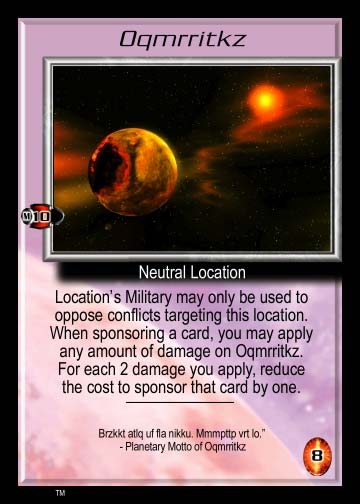 Oqmrritkz
M 10
Neutral Location
Location's Military may only be used to
oppose conflicts targeting this location.
When sponsoring a card, you may apply
any amount of damage on Oqmrritkz.
For each 2 damage you apply, reduce
the cost to sponsor that card by one.
Brzkkt atlq uf fla nikku. Mmmpttp vrt lo.”
- Planetary Motto of Oqmrritkz
8
TM